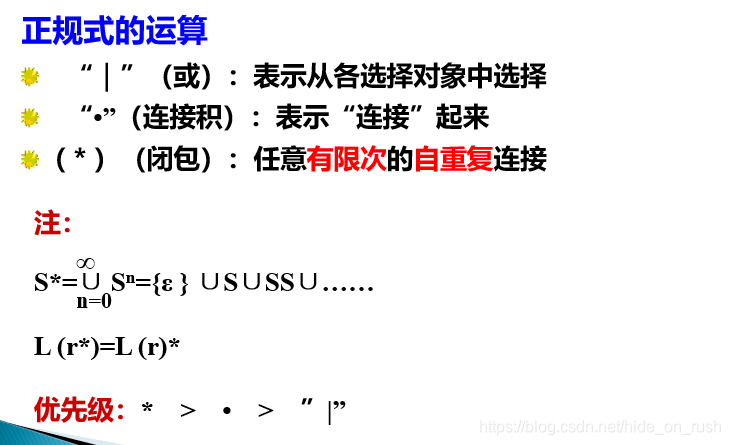 正规式的运算
“ | ”（或）：表示从各选择对象中选择
“•”（连接积）：表示“连接”起来
（ * ）（闭包）：任意有限次的自重复连接
注：
∞
S*=∪ Sⁿ={ε } ∪S∪SS∪……
n=0
L (r*)=L (r)*
优先级：* > • > ” |”
https://blog.csdn.net/hide_on_rush